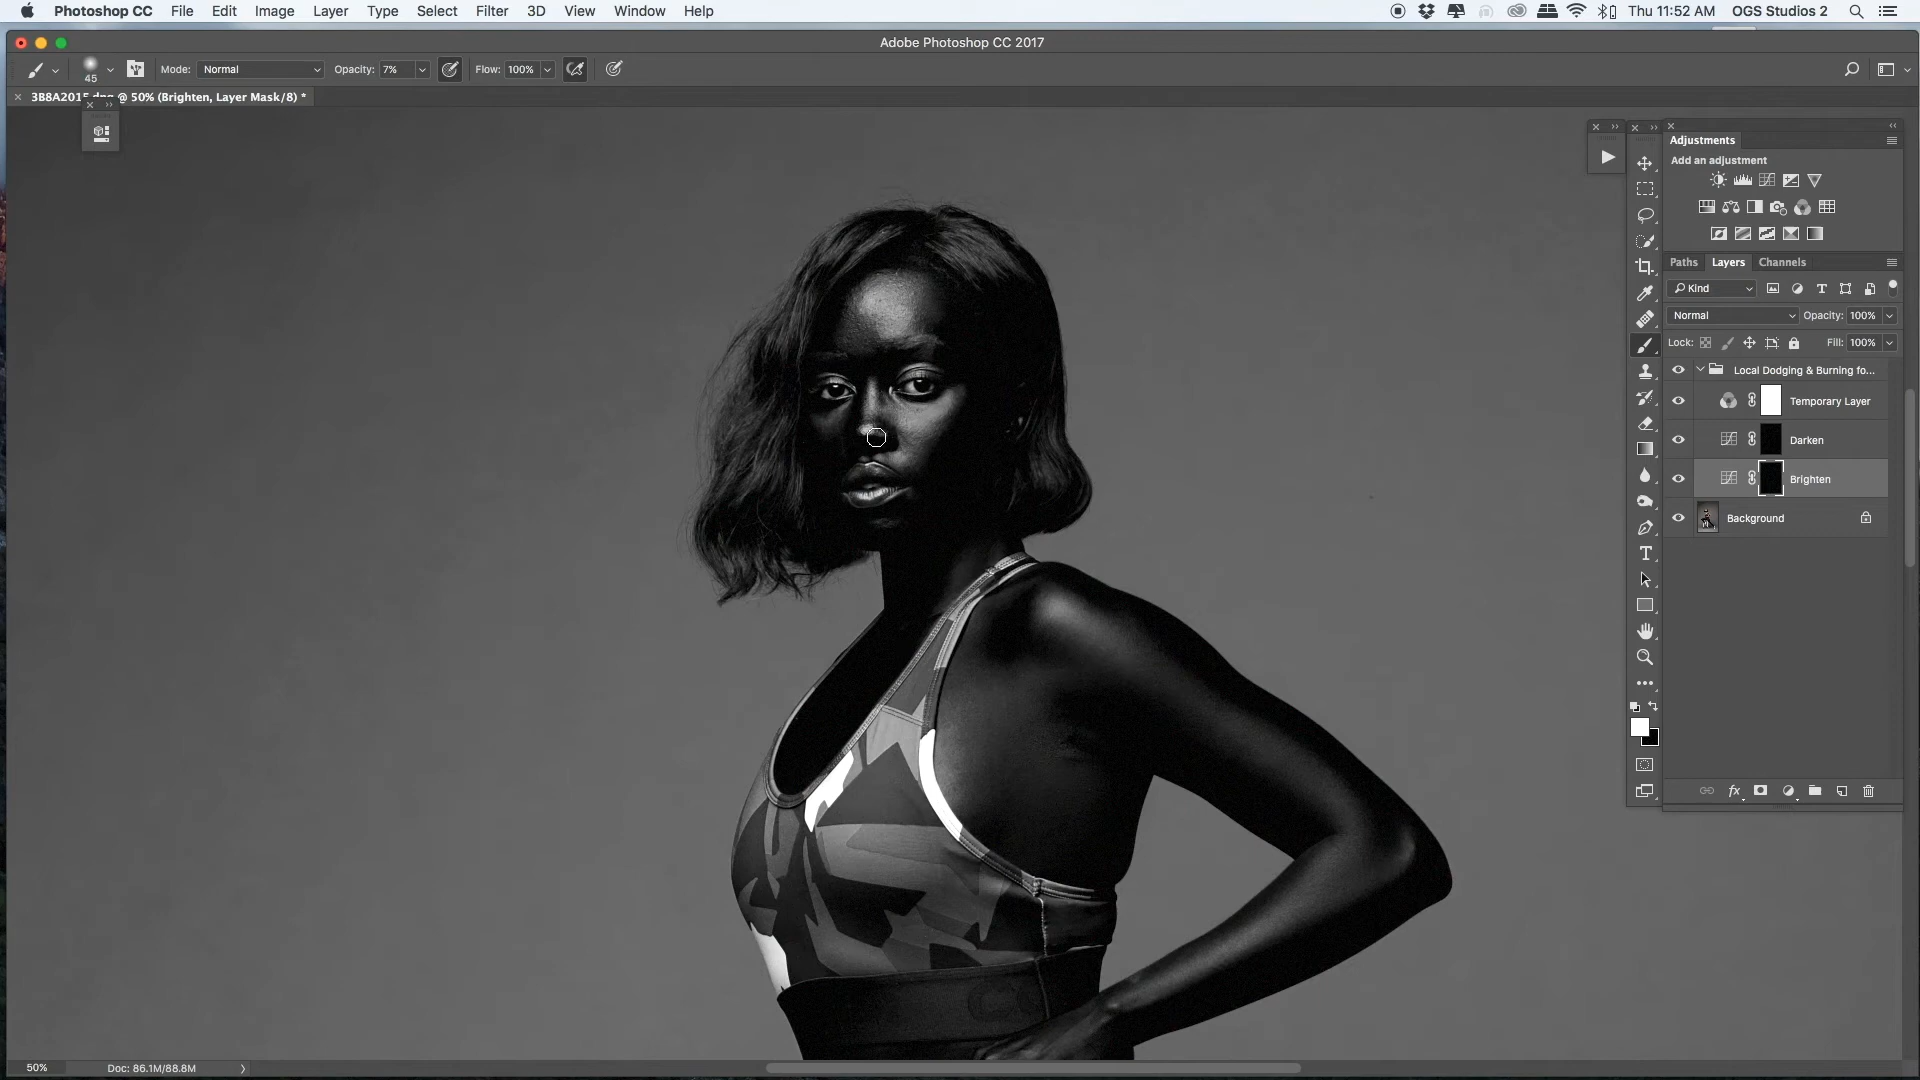 Photoshop CC File Edit Image Layer Type Select Filter 3D View Window Help Thu 11:52 AM OGS Studios 2
Adobe Photoshop CC 2017
45 Mode: Normal Opacity: 7% Flow: 100%
3B8A2015.dng @ 50% (Brighten, Layer Mask/8) *
Adjustments
Add an adjustment
Paths Layers Channels
Kind
Normal Opacity: 100%
Lock: Fill: 100%
Local Dodging & Burning fo...
Temporary Layer
Darken
Brighten
Background
50% Doc: 86.1M/88.8M